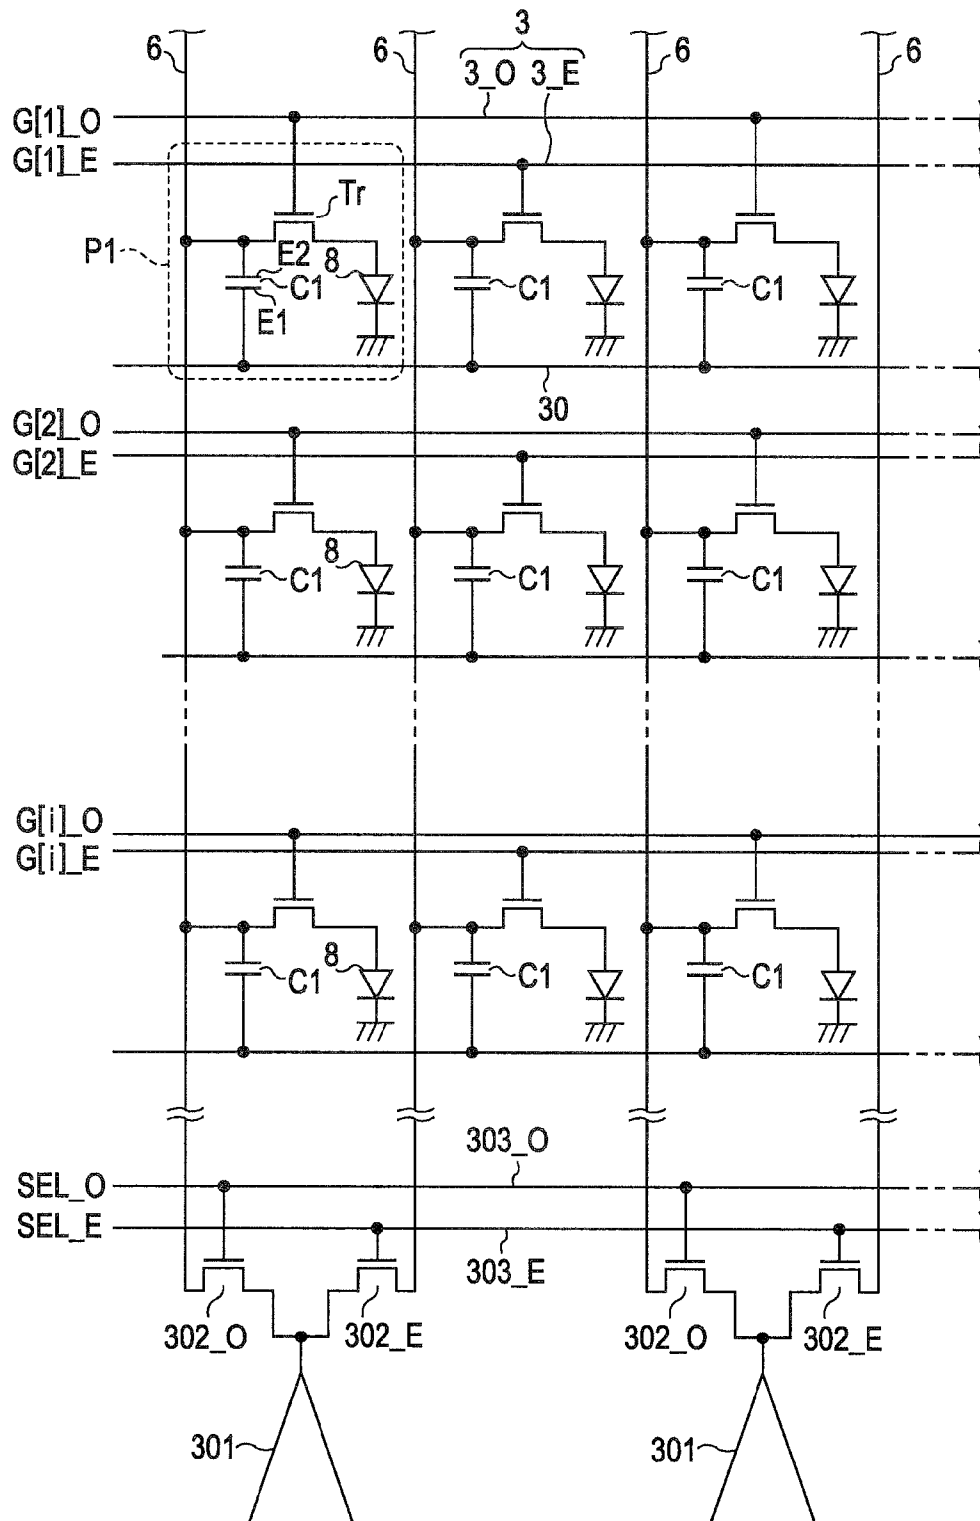 3
6 6 6 6
3_O 3_E
G[1]_O
G[1]_E
Tr
P1
E2 8
C1 C1 C1
E1
30
G[2]_O
G[2]_E
8
C1 C1 C1
G[i]_O
G[i]_E
8
C1 C1 C1
303_O
SEL_O
SEL_E
303_E
302_O 302_E 302_O 302_E
301 301